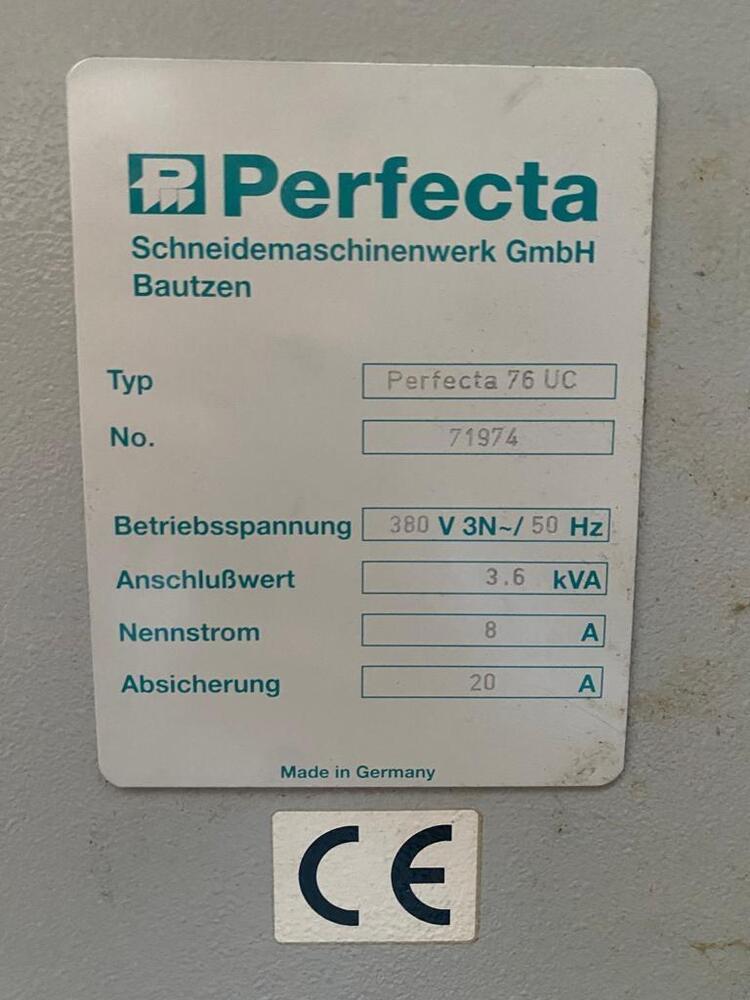 Perfecta
Schneidemaschinenwerk GmbH
Bautzen
Typ Perfecta 76 UC
No. 71974
Betriebsspannung 380 V 3N~/ 50 Hz
Anschlußwert 3.6 kVA
Nennstrom 8 A
Absicherung 20 A
Made in Germany
CE